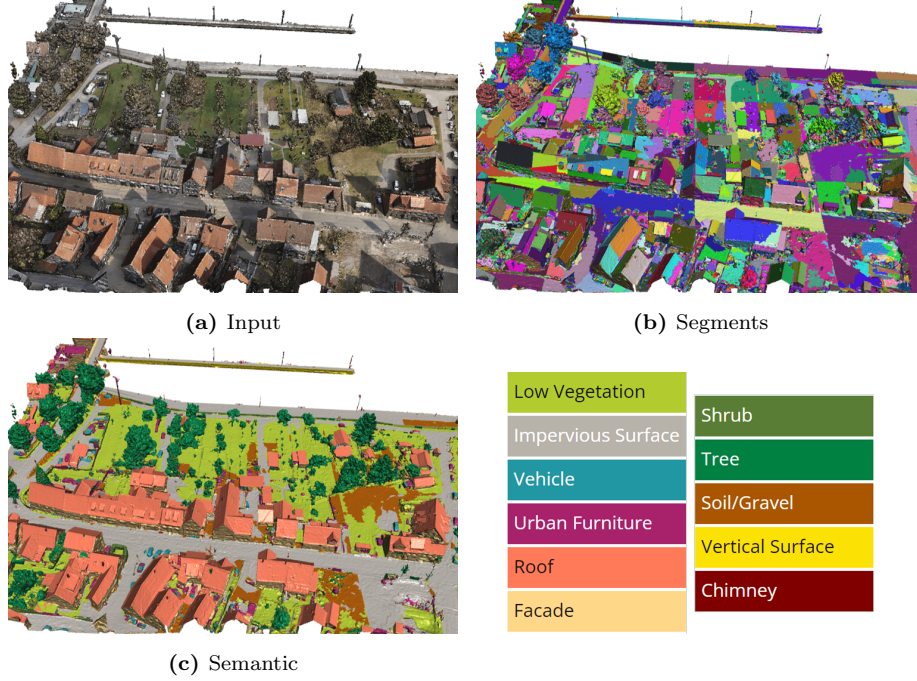 (a) Input
(b) Segments
(c) Semantic
Low Vegetation
Impervious Surface
Vehicle
Urban Furniture
Roof
Facade
Shrub
Tree
Soil/Gravel
Vertical Surface
Chimney